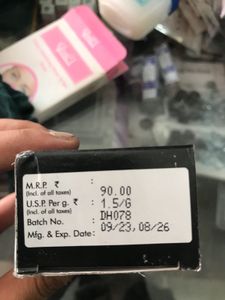 M.R.P. ₹ : 90.00
(Incl. of all taxes)
U.S.P. Per g. ₹ : 1.5/G
(Incl. of all taxes)
Batch No. : DH078
Mfg. & Exp. Date: 09/23,08/26